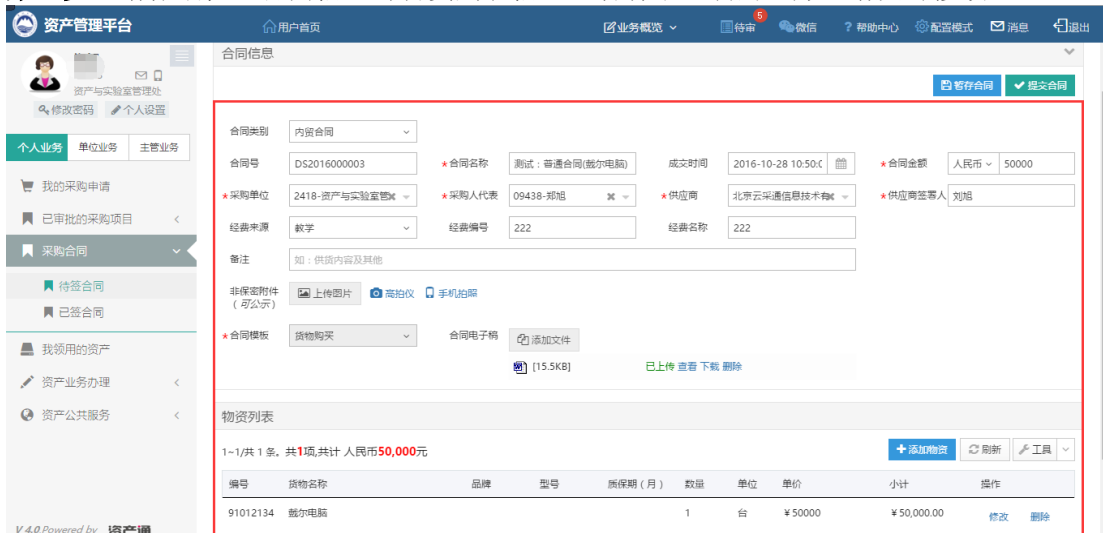 资产管理平台 用户首页 业务概览 待审 5 微信 ? 帮助中心 配置模式 消息 退出
资产与实验室管理处
修改密码 个人设置
个人业务 单位业务 主管业务
我的采购申请
已审批的采购项目
采购合同
待签合同
已签合同
我领用的资产
资产业务办理
资产公共服务
V 4.0.Powered by 资产通
合同信息
暂存合同 提交合同
合同类别 内贸合同
合同号 DS2016000003 *合同名称 测试：普通合同(戴尔电脑) 成交时间 2016-10-28 10:50:0 *合同金额 人民币 50000
*采购单位 2418-资产与实验室管 *采购人代表 09438-郑旭 *供应商 北京云采通信息技术有 *供应商签署人 刘旭
经费来源 教学 经费编号 222 经费名称 222
备注 如：供货内容及其他
非保密附件 上传图片 高拍仪 手机拍照
（可公示）
*合同模板 货物购买 合同电子稿 添加文件
[15.5KB] 已上传 查看 下载 删除
物资列表
1~1/共 1 条。共1项,共计 人民币50,000元 添加物资 刷新 工具
编号 货物名称 品牌 型号 质保期（月） 数量 单位 单价 小计 操作
91012134 戴尔电脑 1 台 ¥50000 ¥50,000.00 修改 删除